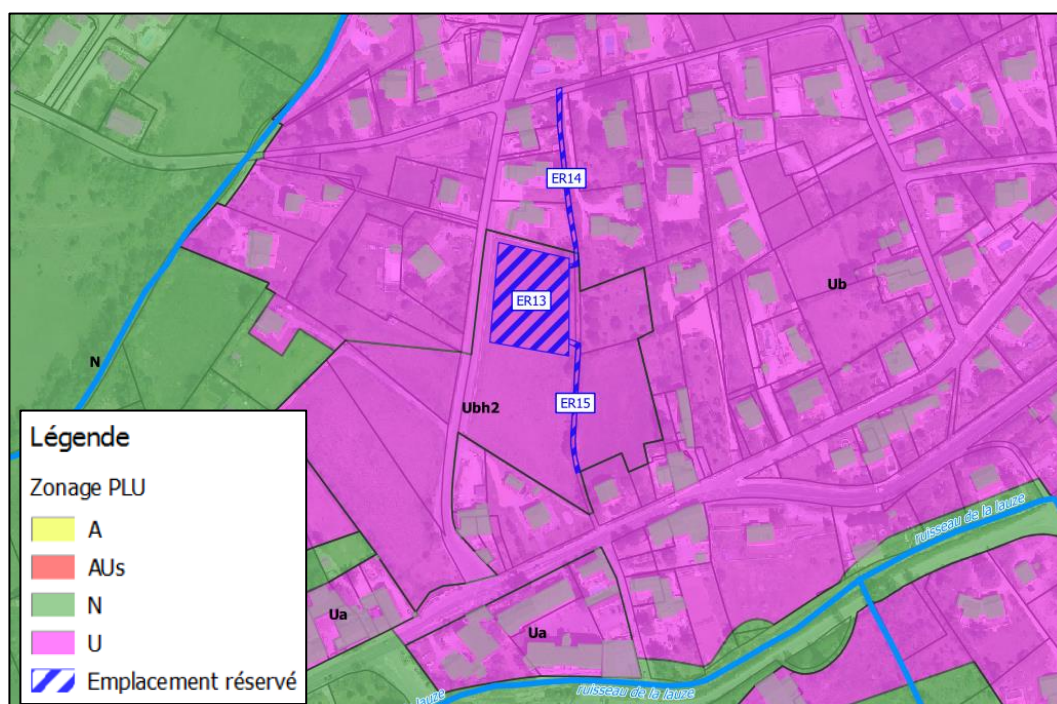 ER14
ER13
Ub
N
Ubh2
ER15
Légende
Zonage PLU
A
AUs
N
U
Emplacement réservé
ruisseau de la lauze
Ua
Ua
ruisseau de la lauze
lauze